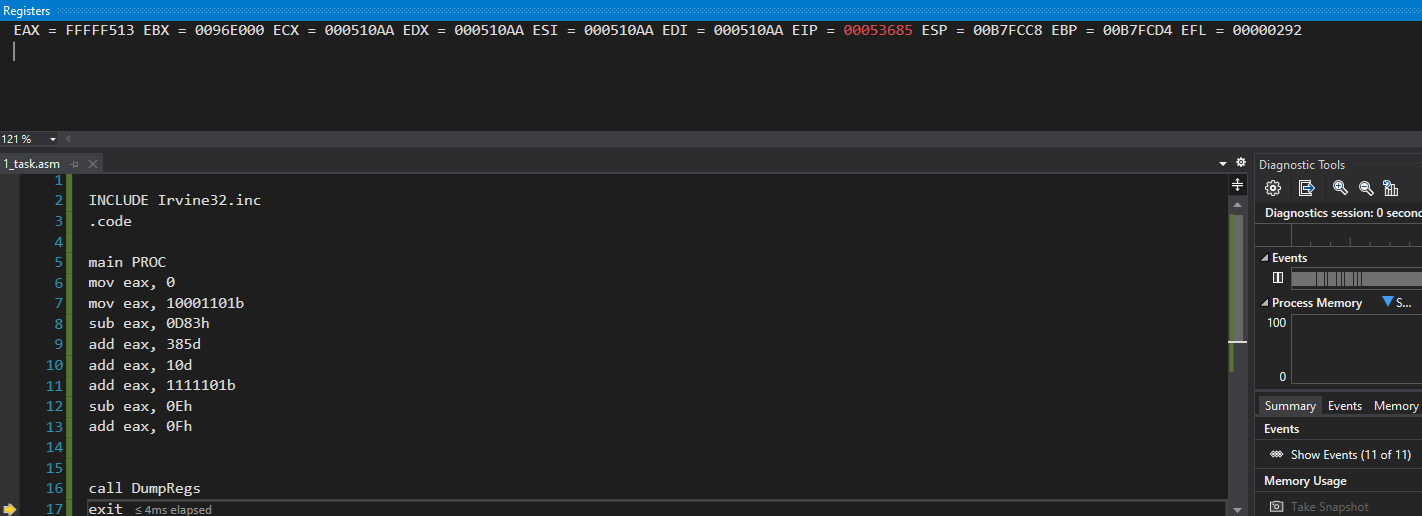 Registers
EAX = FFFFF513 EBX = 0096E000 ECX = 000510AA EDX = 000510AA ESI = 000510AA EDI = 000510AA EIP = 00053685 ESP = 00B7FCC8 EBP = 00B7FCD4 EFL = 00000292
121 %
1_task.asm
1
2 INCLUDE Irvine32.inc
3 .code
4
5 main PROC
6 mov eax, 0
7 mov eax, 10001101b
8 sub eax, 0D83h
9 add eax, 385d
10 add eax, 10d
11 add eax, 1111101b
12 sub eax, 0Eh
13 add eax, 0Fh
14
15
16 call DumpRegs
17 exit ≤ 4ms elapsed
Diagnostic Tools
Diagnostics session: 0 second
Events
Process Memory S...
100
0
Summary Events Memory
Events
Show Events (11 of 11)
Memory Usage
Take Snapshot